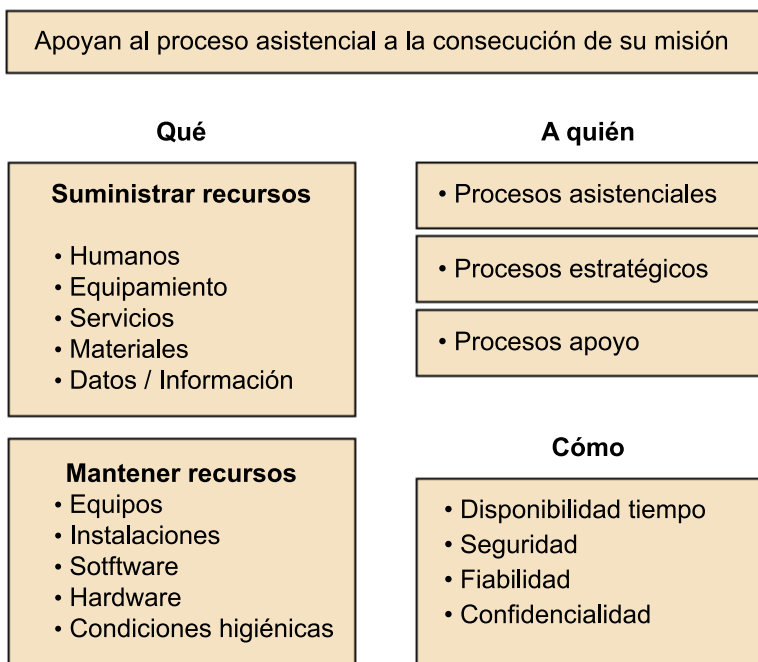 Apoyan al proceso asistencial a la consecución de su misión
Qué
Suministrar recursos
• Humanos
• Equipamiento
• Servicios
• Materiales
• Datos / Información
Mantener recursos
• Equipos
• Instalaciones
• Sotftware
• Hardware
• Condiciones higiénicas
A quién
• Procesos asistenciales
• Procesos estratégicos
• Procesos apoyo
Cómo
• Disponibilidad tiempo
• Seguridad
• Fiabilidad
• Confidencialidad